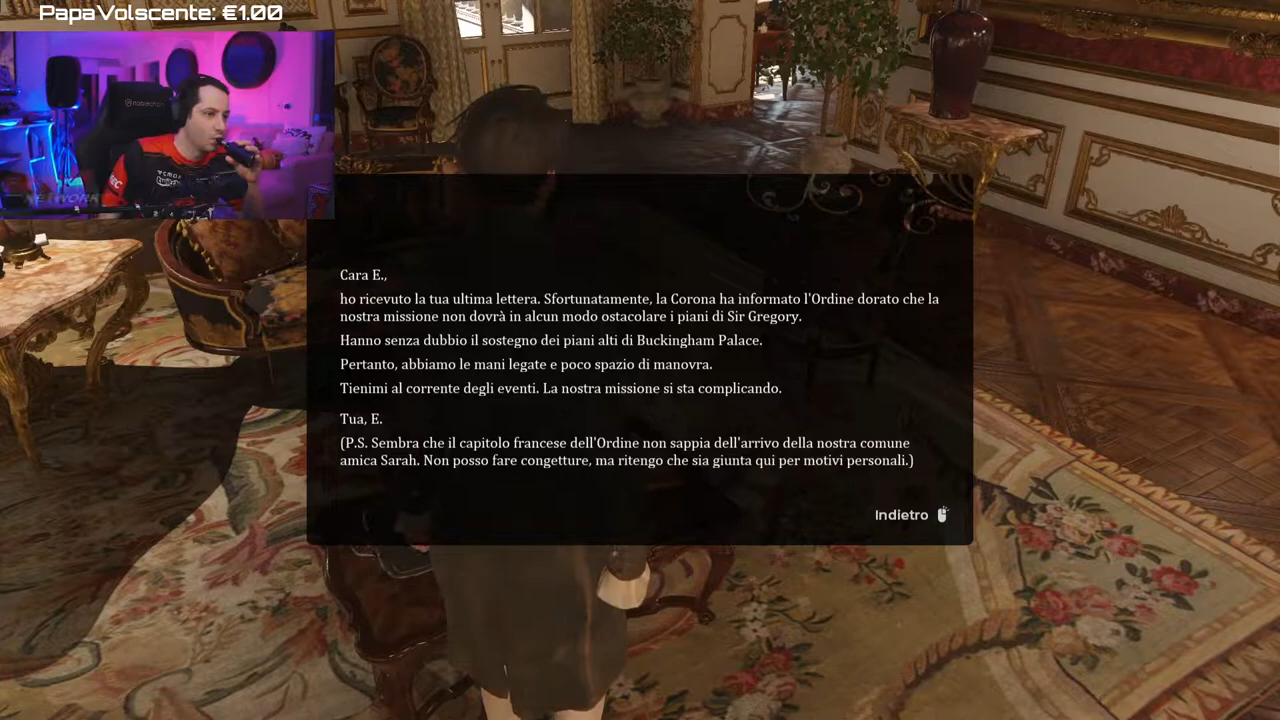 PapaVolscente: €1.00
noblechairs
NETWORK
Cara E.,
ho ricevuto la tua ultima lettera. Sfortunatamente, la Corona ha informato l'Ordine dorato che la
nostra missione non dovrà in alcun modo ostacolare i piani di Sir Gregory.
Hanno senza dubbio il sostegno dei piani alti di Buckingham Palace.
Pertanto, abbiamo le mani legate e poco spazio di manovra.
Tienimi al corrente degli eventi. La nostra missione si sta complicando.
Tua, E.
(P.S. Sembra che il capitolo francese dell'Ordine non sappia dell'arrivo della nostra comune
amica Sarah. Non posso fare congetture, ma ritengo che sia giunta qui per motivi personali.)
Indietro